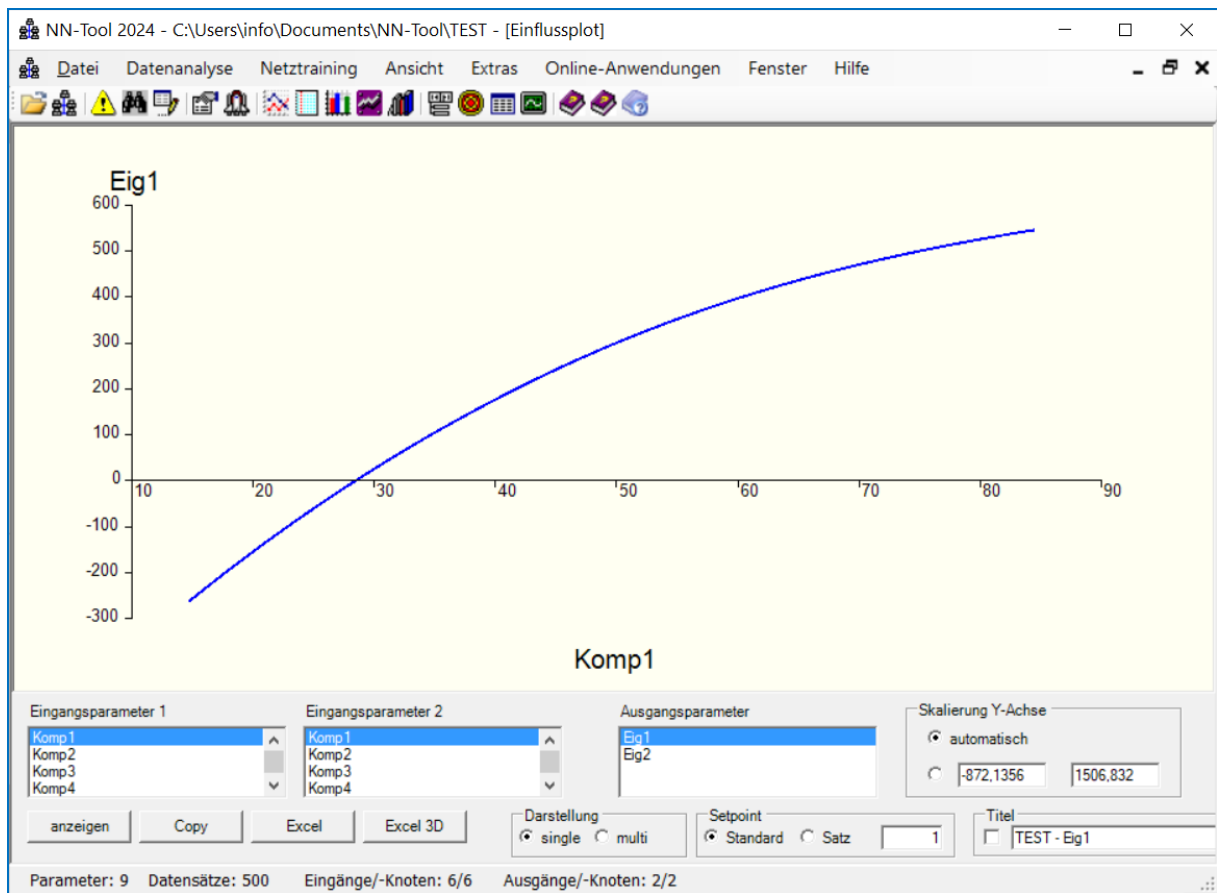 NN-Tool 2024 - C:\Users\info\Documents\NN-Tool\TEST - [Einflussplot]
Datei Datenanalyse Netztraining Ansicht Extras Online-Anwendungen Fenster Hilfe
Eig1
600
500
400
300
200
100
0
10 20 30 40 50 60 70 80 90
-100
-200
-300
Komp1
Eingangsparameter 1 Eingangsparameter 2 Ausgangsparameter Skalierung Y-Achse
Komp1 Komp1 Eig1 automatisch
Komp2 Komp2 Eig2
Komp3 Komp3 -872,1356 1506,832
Komp4 Komp4
anzeigen Copy Excel Excel 3D Darstellung Setpoint Titel
single multi Standard Satz 1 TEST - Eig1
Parameter: 9 Datensätze: 500 Eingänge/-Knoten: 6/6 Ausgänge/-Knoten: 2/2